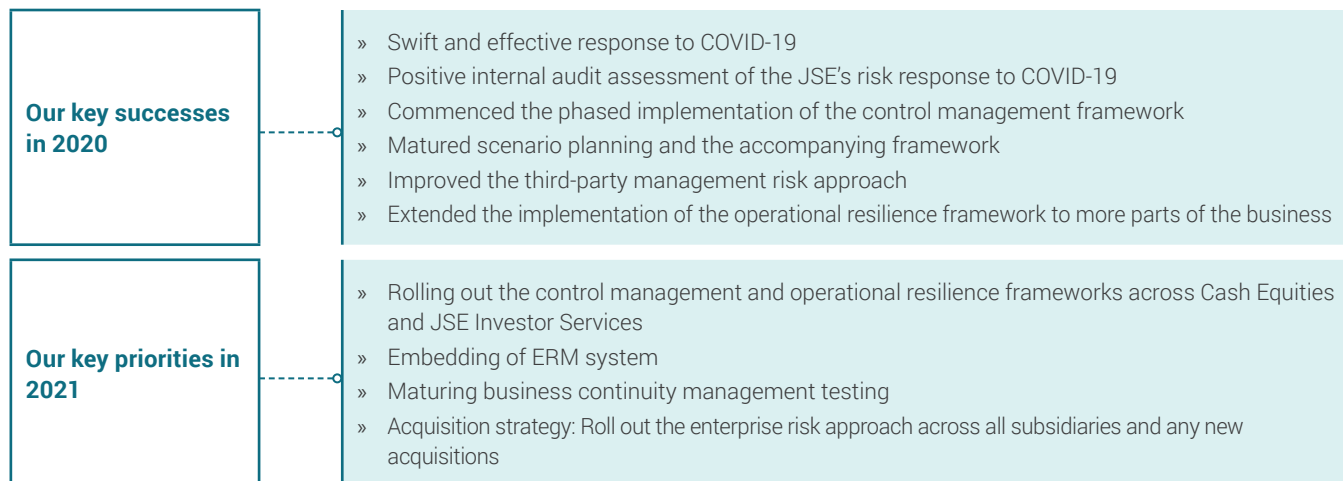 Our key successes
in 2020
» Swift and effective response to COVID-19
» Positive internal audit assessment of the JSE's risk response to COVID-19
» Commenced the phased implementation of the control management framework
» Matured scenario planning and the accompanying framework
» Improved the third-party management risk approach
» Extended the implementation of the operational resilience framework to more parts of the business
Our key priorities in
2021
» Rolling out the control management and operational resilience frameworks across Cash Equities
and JSE Investor Services
» Embedding of ERM system
» Maturing business continuity management testing
» Acquisition strategy: Roll out the enterprise risk approach across all subsidiaries and any new
acquisitions